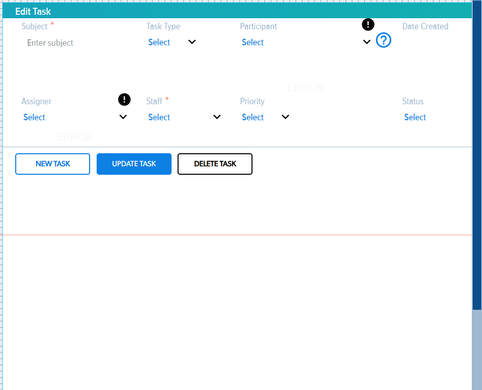 Edit Task
Subject * Task Type Participant Date Created
Enter subject Select Select
ERROR
Assigner Staff * Priority Status
Select Select Select Select
ERROR
NEW TASK UPDATE TASK DELETE TASK